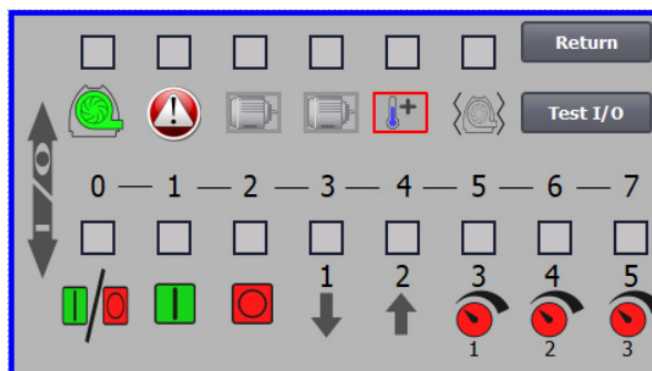 Return
Test I/O
I/O
0 — 1 — 2 — 3 — 4 — 5 — 6 — 7
1 2 3 4 5
1 2 3